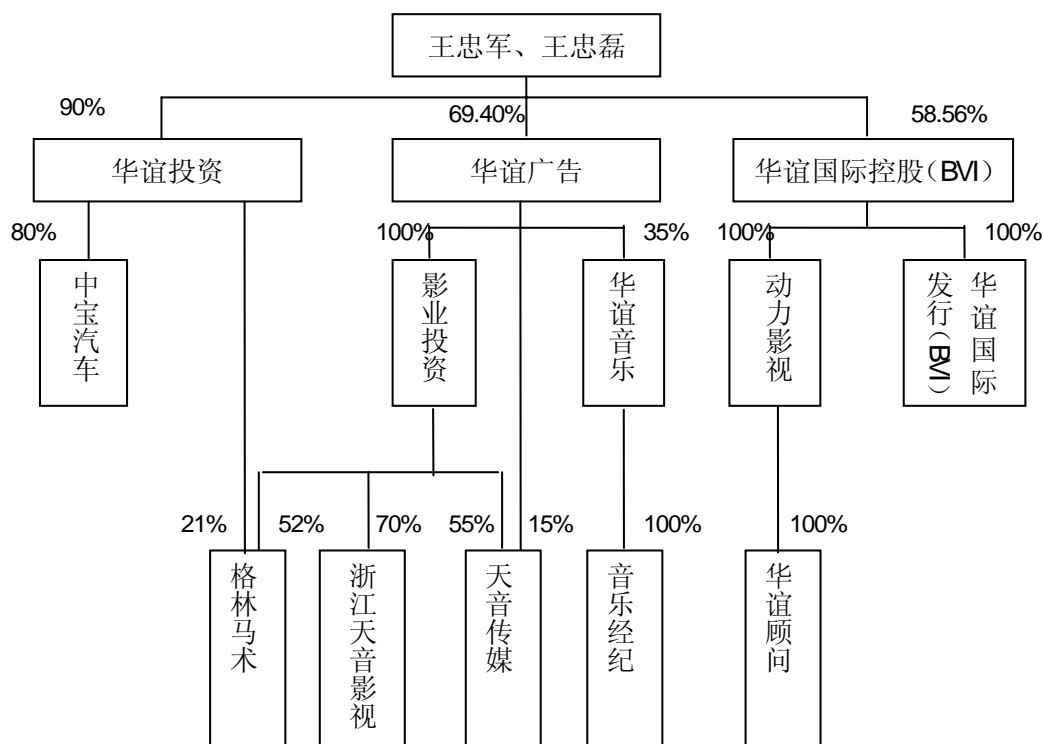 王忠军、王忠磊
90%
69.40%
58.56%
华谊投资
华谊广告
华谊国际控股(BVI)
80%
100%
35%
100%
100%
中宝汽车
影业投资
华谊音乐
动力影视
华谊国际
发行(BVI)
21%
52%
70%
55%
15%
100%
100%
格林马术
浙江天音影视
天音传媒
音乐经纪
华谊顾问